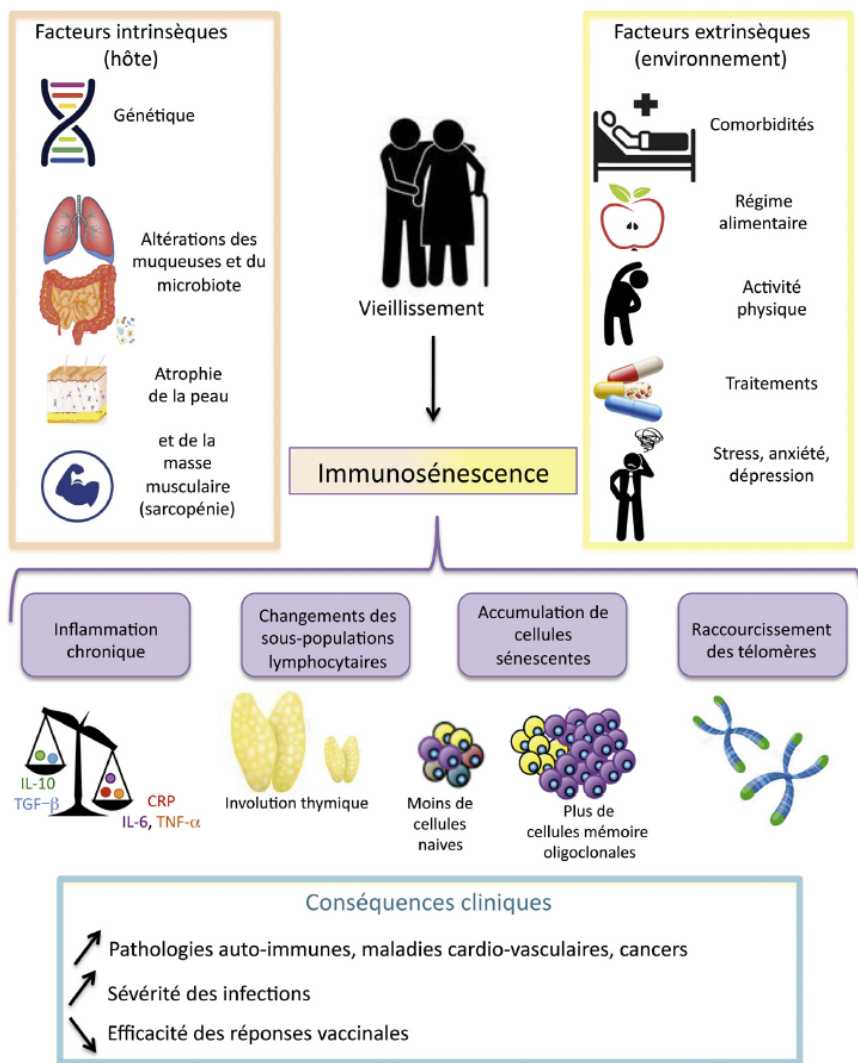 Facteurs intrinsèques
(hôte)
Génétique
Altérations des
muqueuses et du
microbiote
Atrophie
de la peau
et de la
masse
musculaire
(sarcopénie)
Vieillissement
Immunosénescence
Facteurs extrinsèques
(environnement)
Comorbidités
Régime
alimentaire
Activité
physique
Traitements
Stress, anxiété,
dépression
Inflammation
chronique
Changements des
sous-populations
lymphocytaires
Accumulation de
cellules
sénescentes
Raccourcissement
des télomères
IL-10
TGF-β
CRP
IL-6, TNF-α
Involution thymique
Moins de
cellules
naives
Plus de
cellules mémoire
oligoclonales
Conséquences cliniques
Pathologies auto-immunes, maladies cardio-vasculaires, cancers
Sévérité des infections
Efficacité des réponses vaccinales